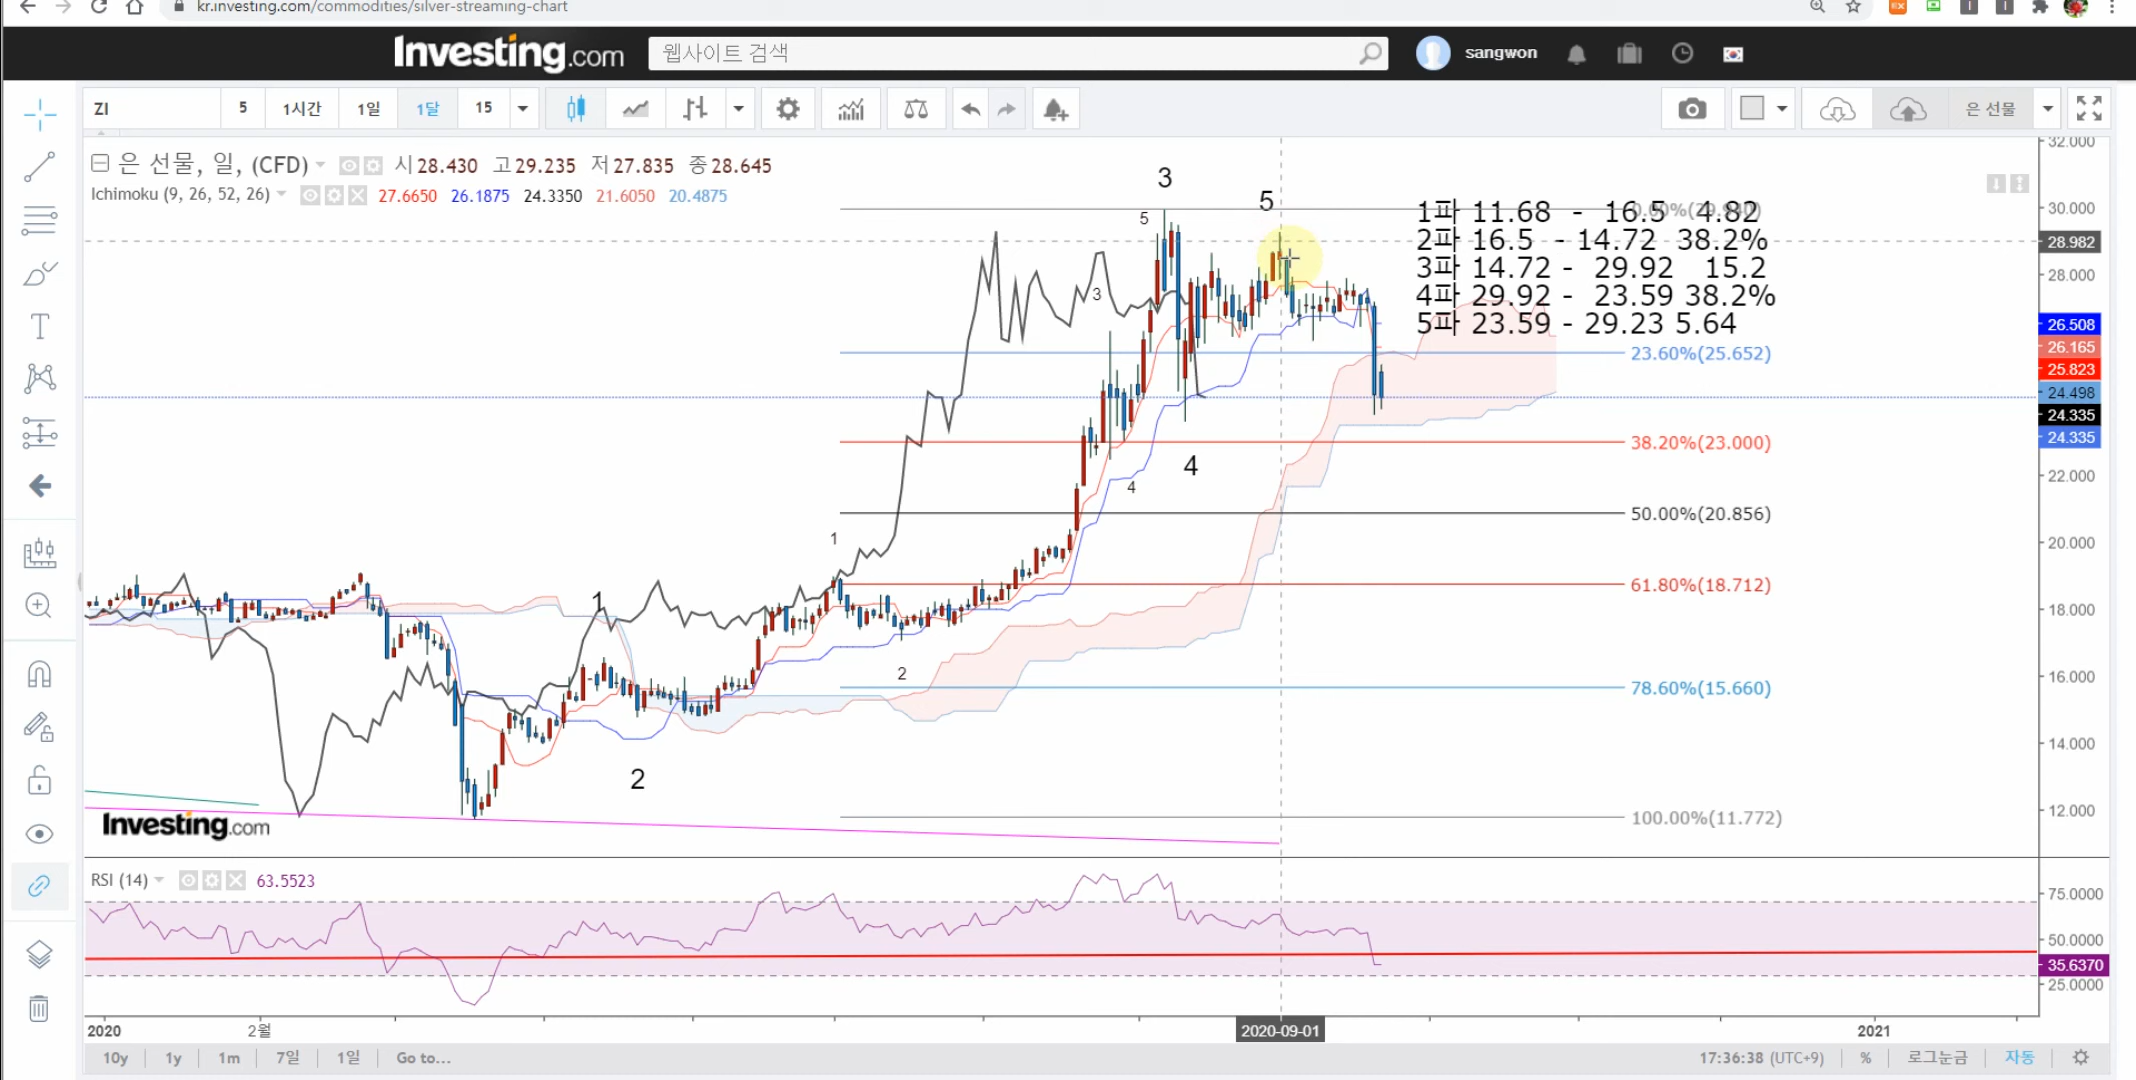 kr.investing.com/commodities/silver-streaming-chart
Investing.com
웹사이트 검색
sangwon
ZI
5
1시간
1일
1달
15
은 선물
은 선물, 일, (CFD) 시28.430 고29.235 저27.835 종28.645
Ichimoku (9, 26, 52, 26) 27.6650 26.1875 24.3350 21.6050 20.4875
3
5
5
3
4
4
1
2
1
2
1파 11.68 - 16.5 4.82
2파 16.5 - 14.72 38.2%
3파 14.72 - 29.92 15.2
4파 29.92 - 23.59 38.2%
5파 23.59 - 29.23 5.64
23.60%(25.652)
38.20%(23.000)
50.00%(20.856)
61.80%(18.712)
78.60%(15.660)
100.00%(11.772)
32.000
30.000
28.982
28.000
26.508
26.165
25.823
24.498
24.335
24.335
22.000
20.000
18.000
16.000
14.000
12.000
Investing.com
RSI (14) 63.5523
75.0000
50.0000
35.6370
25.0000
2020
2월
2020-09-01
2021
10y
1y
1m
7일
1일
Go to...
17:36:38 (UTC+9)
%
로그눈금
자동